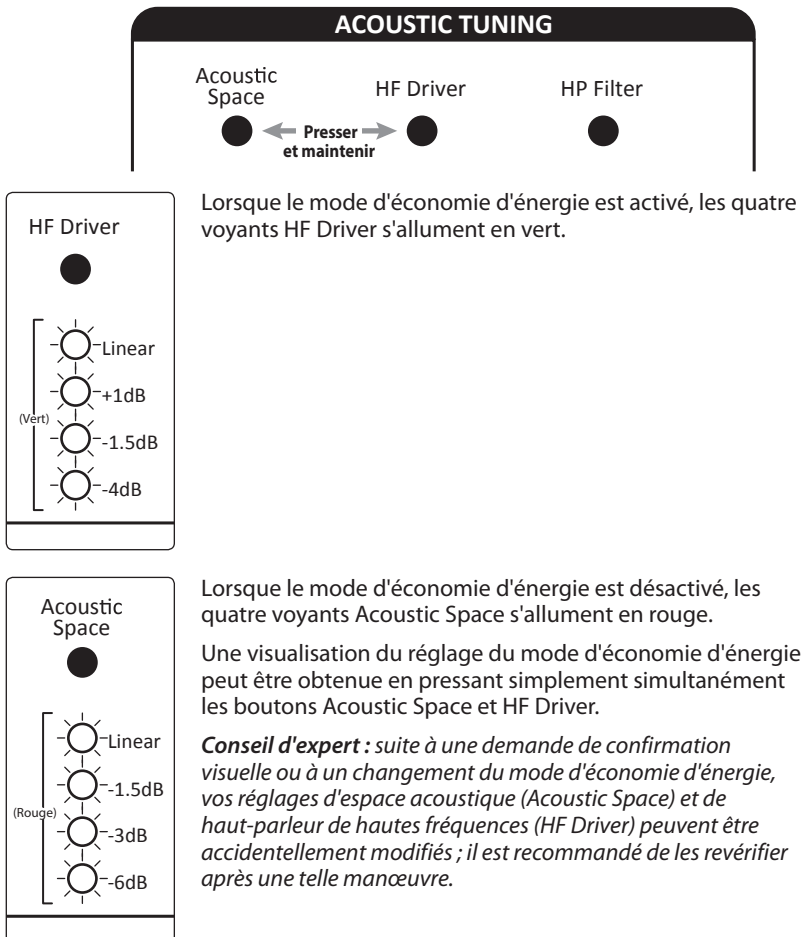 ACOUSTIC TUNING
Acoustic
Space
HF Driver
HP Filter
Presser
et maintenir
HF Driver
Linear
+1dB
(Vert)
-1.5dB
-4dB
Lorsque le mode d'économie d'énergie est activé, les quatre
voyants HF Driver s'allument en vert.
Acoustic
Space
Linear
-1.5dB
(Rouge)
-3dB
-6dB
Lorsque le mode d'économie d'énergie est désactivé, les
quatre voyants Acoustic Space s'allument en rouge.
Une visualisation du réglage du mode d'économie d'énergie
peut être obtenue en pressant simplement simultanément
les boutons Acoustic Space et HF Driver.
Conseil d'expert : suite à une demande de confirmation
visuelle ou à un changement du mode d'économie d'énergie,
vos réglages d'espace acoustique (Acoustic Space) et de
haut-parleur de hautes fréquences (HF Driver) peuvent être
accidentellement modifiés ; il est recommandé de les revérifier
après une telle manœuvre.